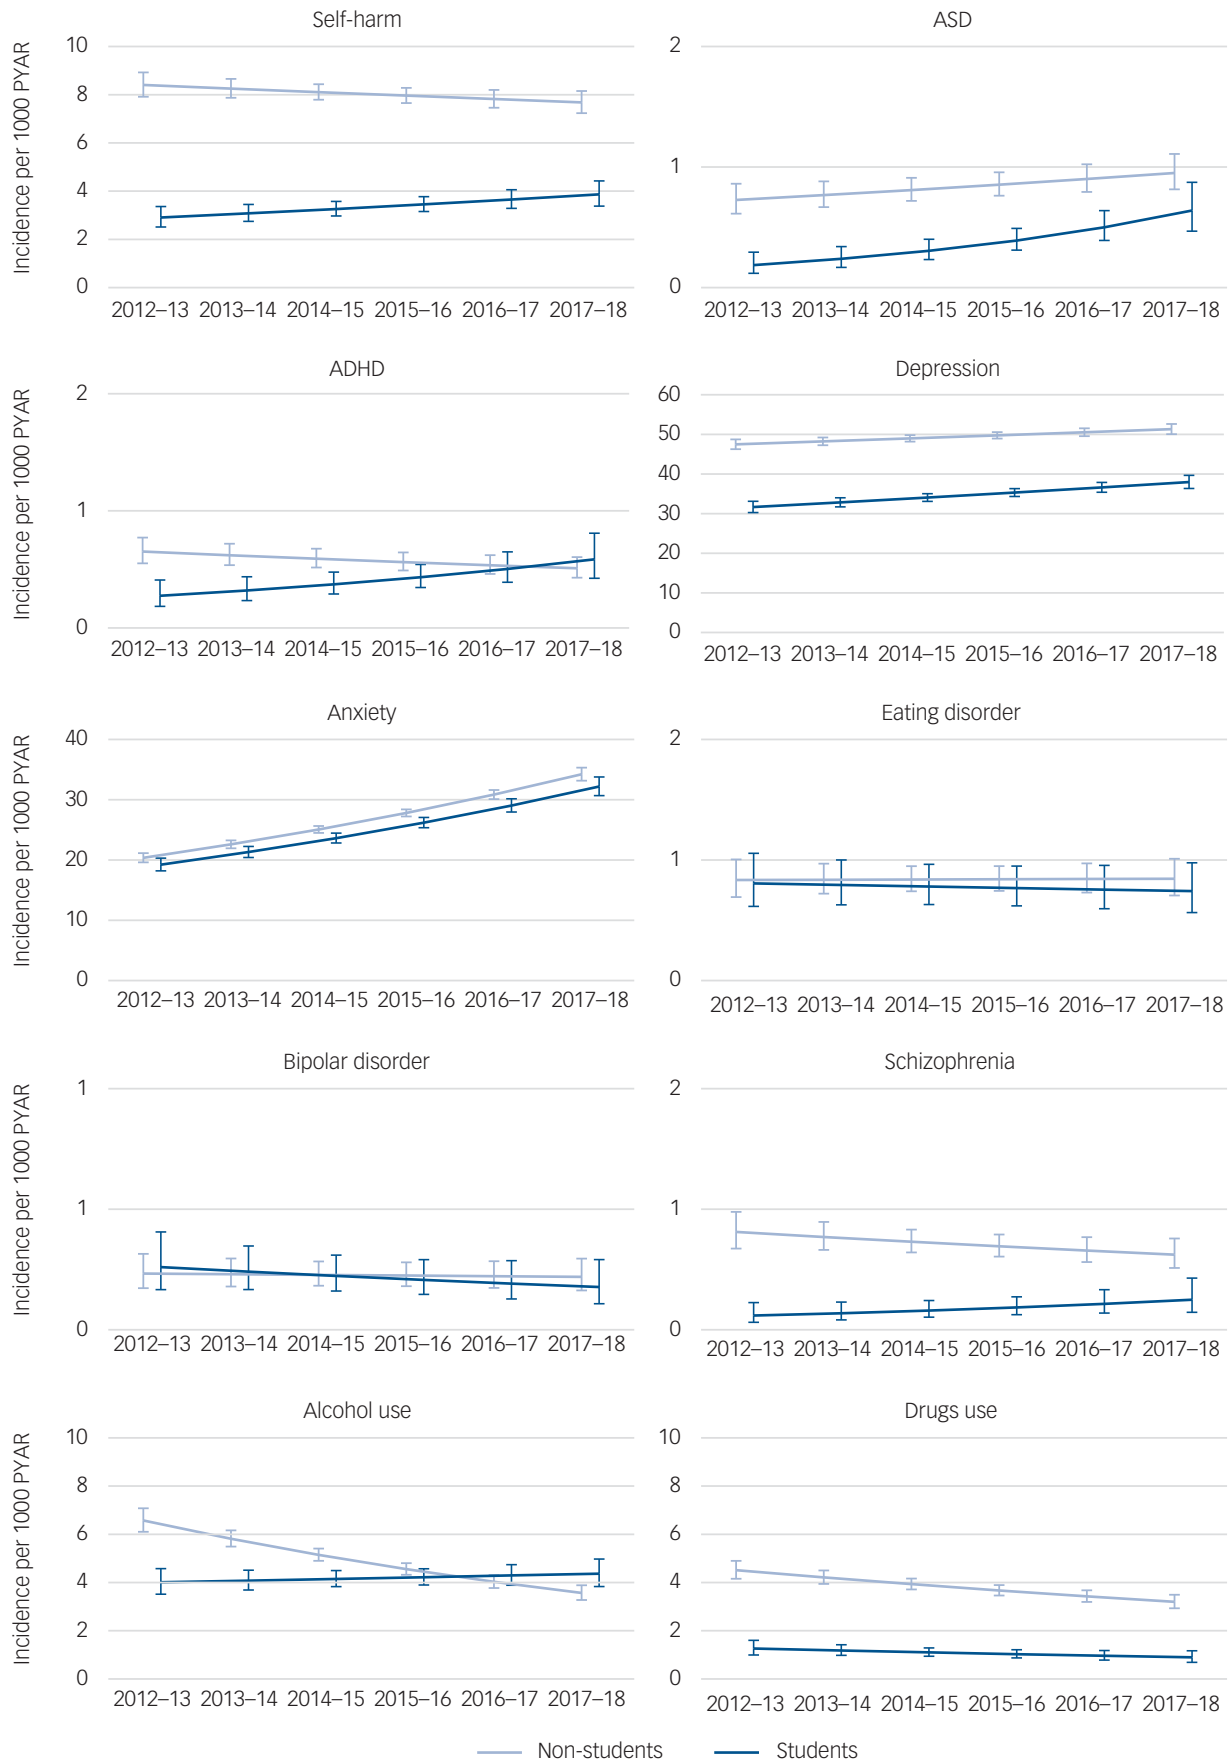 Self-harm
Incidence per 1000 PYAR
10
8
6
4
2
0
2012–13 2013–14 2014–15 2015–16 2016–17 2017–18
ASD
2
1
0
2012–13 2013–14 2014–15 2015–16 2016–17 2017–18
ADHD
Incidence per 1000 PYAR
2
1
0
2012–13 2013–14 2014–15 2015–16 2016–17 2017–18
Depression
60
50
40
30
20
10
0
2012–13 2013–14 2014–15 2015–16 2016–17 2017–18
Anxiety
Incidence per 1000 PYAR
40
30
20
10
0
2012–13 2013–14 2014–15 2015–16 2016–17 2017–18
Eating disorder
2
1
0
2012–13 2013–14 2014–15 2015–16 2016–17 2017–18
Bipolar disorder
Incidence per 1000 PYAR
1
1
0
2012–13 2013–14 2014–15 2015–16 2016–17 2017–18
Schizophrenia
2
1
0
2012–13 2013–14 2014–15 2015–16 2016–17 2017–18
Alcohol use
Incidence per 1000 PYAR
10
8
6
4
2
0
2012–13 2013–14 2014–15 2015–16 2016–17 2017–18
Drugs use
10
8
6
4
2
0
2012–13 2013–14 2014–15 2015–16 2016–17 2017–18
Non-students Students